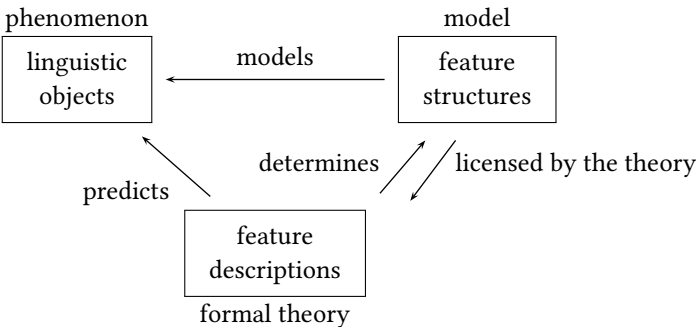 phenomenon
model
linguistic
objects
models
feature
structures
determines
licensed by the theory
predicts
feature
descriptions
formal theory